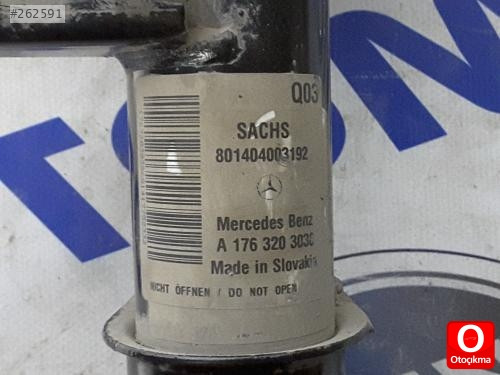 #262591
Q03
SACHS
801404003192
Mercedes Benz
A 176 320 3030
Made in Slovakia
NICHT ÖFFNEN / DO NOT OPEN
O
Otoçıkma